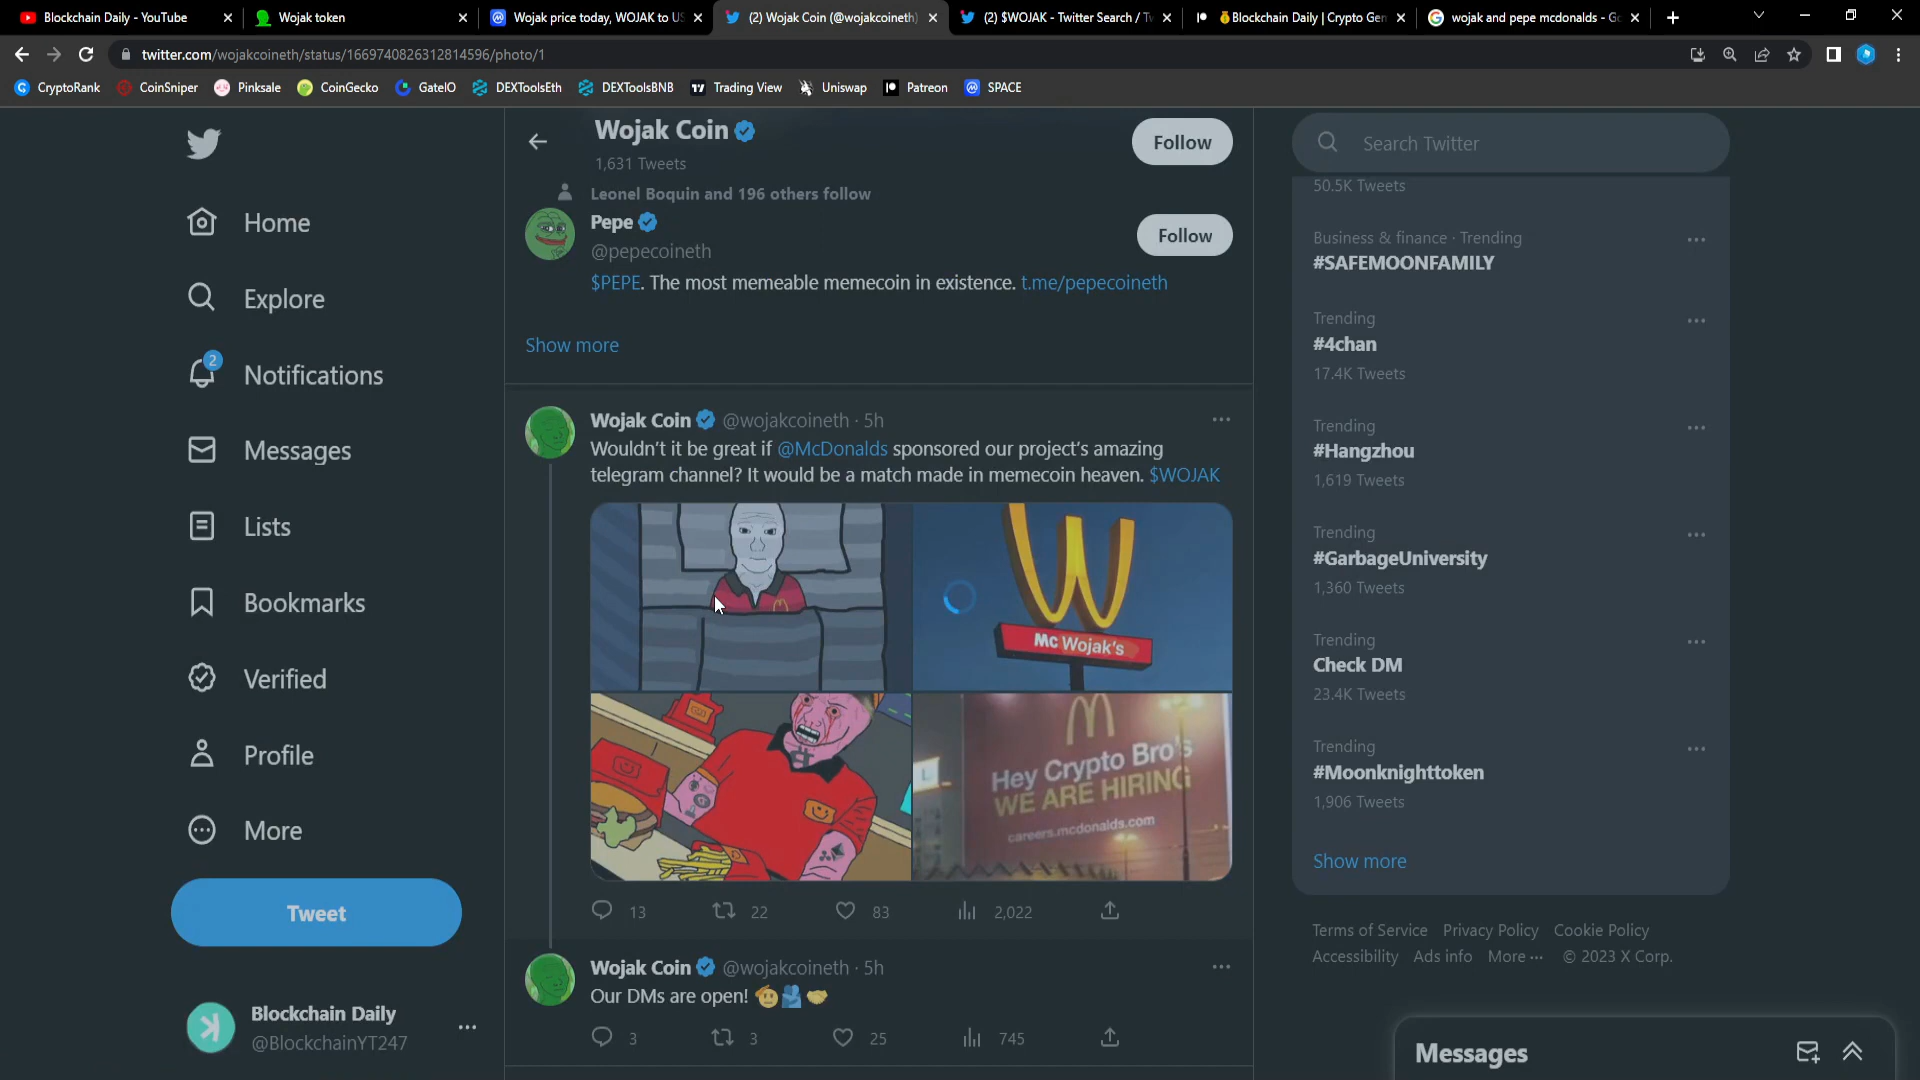 Blockchain Daily - YouTube
Wojak token
Wojak price today, WOJAK to US
(2) Wojak Coin (@wojakcoineth)
(2) $WOJAK - Twitter Search / Tw
Blockchain Daily | Crypto Gem
wojak and pepe mcdonalds - Go
twitter.com/wojakcoineth/status/1669740826312814596/photo/1
CryptoRank
CoinSniper
Pinksale
CoinGecko
GateIO
DEXToolsEth
DEXToolsBNB
Trading View
Uniswap
Patreon
SPACE
Home
Explore
2
Notifications
Messages
Lists
Bookmarks
Verified
Profile
More
Tweet
Blockchain Daily
@BlockchainYT247
Wojak Coin
1,631 Tweets
Follow
Leonel Boquin and 196 others follow
Pepe
@pepecoineth
Follow
$PEPE. The most memeable memecoin in existence. t.me/pepecoineth
Show more
Wojak Coin @wojakcoineth · 5h
Wouldn't it be great if @McDonalds sponsored our project's amazing
telegram channel? It would be a match made in memecoin heaven. $WOJAK
Mc Wojak's
Hey Crypto Bro's
WE ARE HIRING
careers.mcdonalds.com
13
22
83
2,022
Wojak Coin @wojakcoineth · 5h
Our DMs are open!
3
3
25
745
Search Twitter
50.5K Tweets
Business & finance · Trending
#SAFEMOONFAMILY
Trending
#4chan
17.4K Tweets
Trending
#Hangzhou
1,619 Tweets
Trending
#GarbageUniversity
1,360 Tweets
Trending
Check DM
23.4K Tweets
Trending
#Moonknighttoken
1,906 Tweets
Show more
Terms of Service Privacy Policy Cookie Policy
Accessibility Ads info More ··· © 2023 X Corp.
Messages